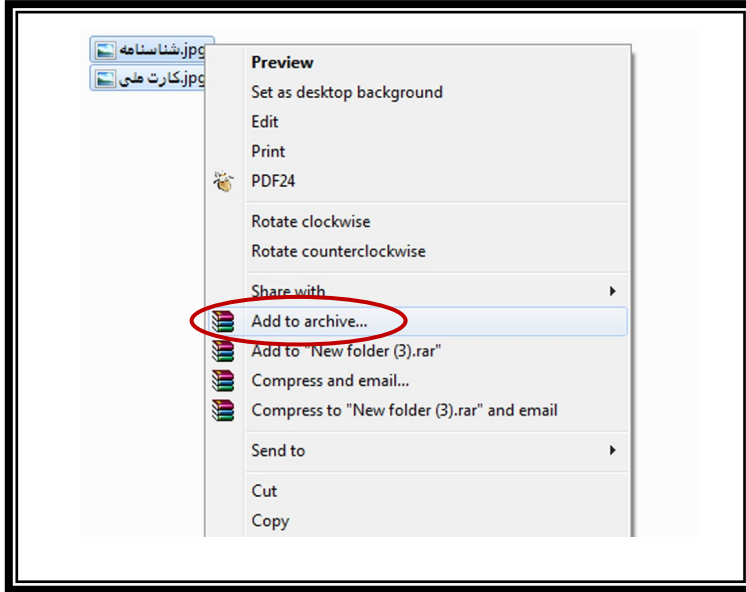 شناسنامه.jpg
کارت ملی.jpg
Preview
Set as desktop background
Edit
Print
PDF24
Rotate clockwise
Rotate counterclockwise
Share with
Add to archive...
Add to "New folder (3).rar"
Compress and email...
Compress to "New folder (3).rar" and email
Send to
Cut
Copy